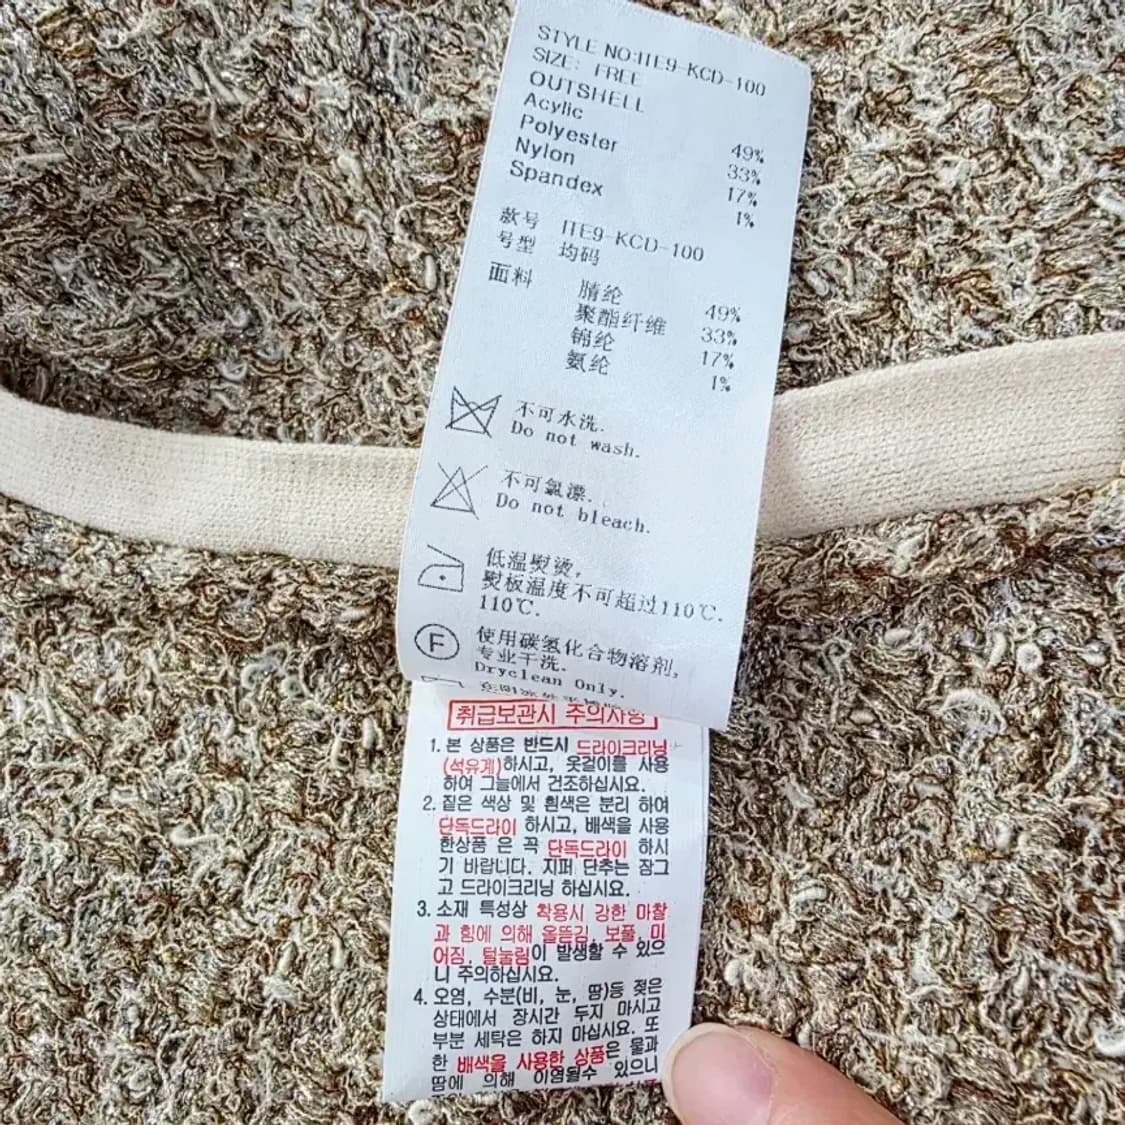 STYLE NO:ITE9-KCD-100
SIZE: FREE
OUTSHELL
Acylic 49%
Polyester 33%
Nylon 17%
Spandex 1%
款号 ITE9-KCD-100
号型 均码
面料
腈纶 49%
聚酯纤维 33%
锦纶 17%
氨纶 1%
不可水洗.
Do not wash.
不可氯漂.
Do not bleach.
低温熨烫,
熨板温度不可超过110℃.
110℃.
F 使用碳氢化合物溶剂,
专业干洗.
Dryclean Only.
취급보관시 주의사항
1. 본 상품은 반드시 드라이크리닝
(석유계)하시고, 옷걸이를 사용
하여 그늘에서 건조하십시요.
2. 짙은 색상 및 흰색은 분리 하여
단독드라이 하시고, 배색을 사용
한상품 은 꼭 단독드라이 하시
기 바랍니다. 지퍼 단추는 잠그
고 드라이크리닝 하십시요.
3. 소재 특성상 착용시 강한 마찰
과 힘에 의해 올뜯김, 보풀, 미
어짐, 털눌림이 발생할 수 있으
니 주의하십시요.
4. 오염, 수분(비, 눈, 땀)등 젖은
상태에서 장시간 두지 마시고
부분 세탁은 하지 마십시요. 또
한 배색을 사용한 상품은 물과
땀에 의해 이염될수 있으니